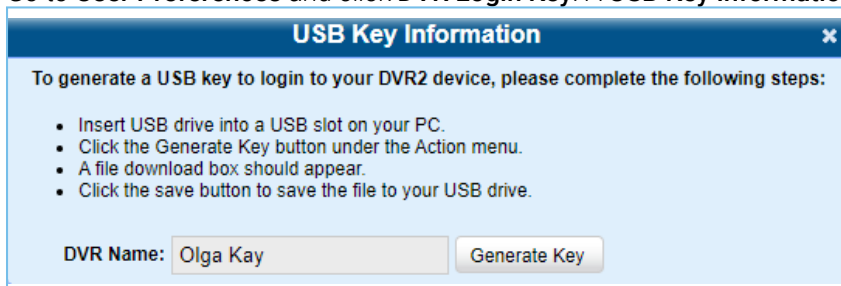 USB Key Information ×
To generate a USB key to login to your DVR2 device, please complete the following steps:
• Insert USB drive into a USB slot on your PC.
• Click the Generate Key button under the Action menu.
• A file download box should appear.
• Click the save button to save the file to your USB drive.
DVR Name: Olga Kay Generate Key